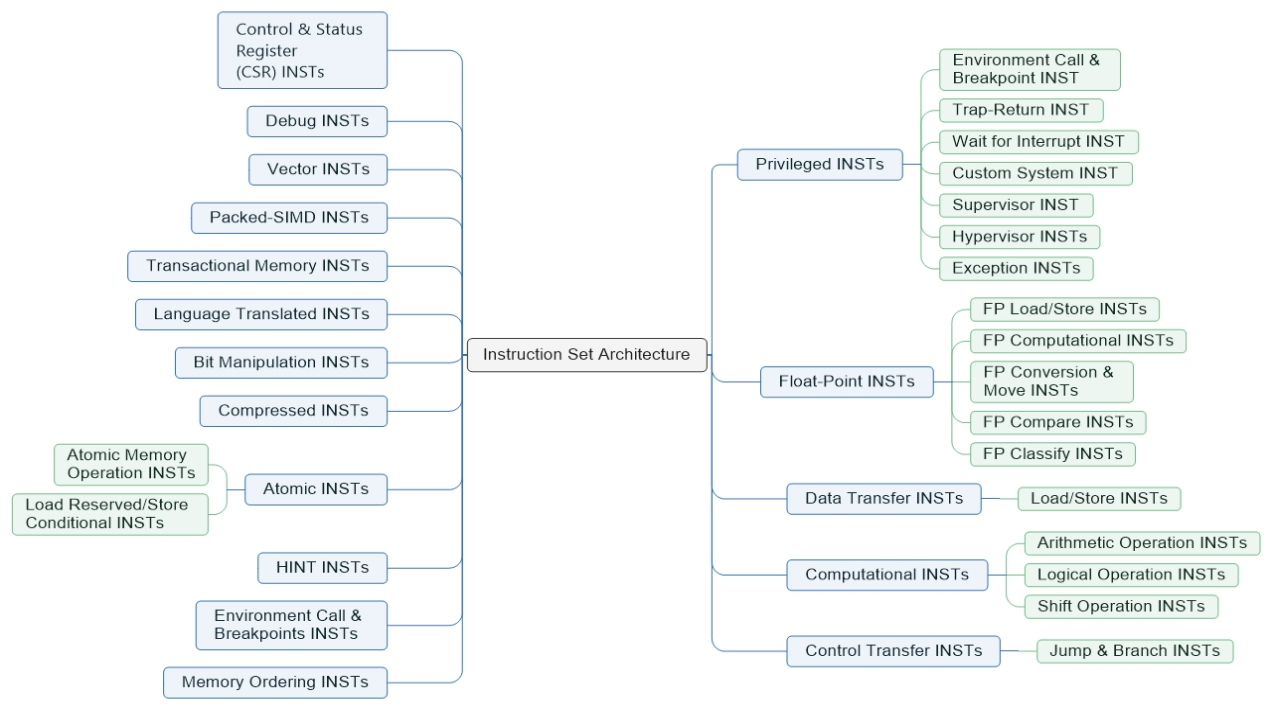 Control & Status
Register
(CSR) INSTs
Debug INSTs
Vector INSTs
Packed-SIMD INSTs
Transactional Memory INSTs
Language Translated INSTs
Bit Manipulation INSTs
Compressed INSTs
Atomic Memory
Operation INSTs
Load Reserved/Store
Conditional INSTs
Atomic INSTs
HINT INSTs
Environment Call &
Breakpoints INSTs
Memory Ordering INSTs
Instruction Set Architecture
Privileged INSTs
Environment Call &
Breakpoint INST
Trap-Return INST
Wait for Interrupt INST
Custom System INST
Supervisor INST
Hypervisor INSTs
Exception INSTs
Float-Point INSTs
FP Load/Store INSTs
FP Computational INSTs
FP Conversion &
Move INSTs
FP Compare INSTs
FP Classify INSTs
Data Transfer INSTs
Load/Store INSTs
Computational INSTs
Arithmetic Operation INSTs
Logical Operation INSTs
Shift Operation INSTs
Control Transfer INSTs
Jump & Branch INSTs